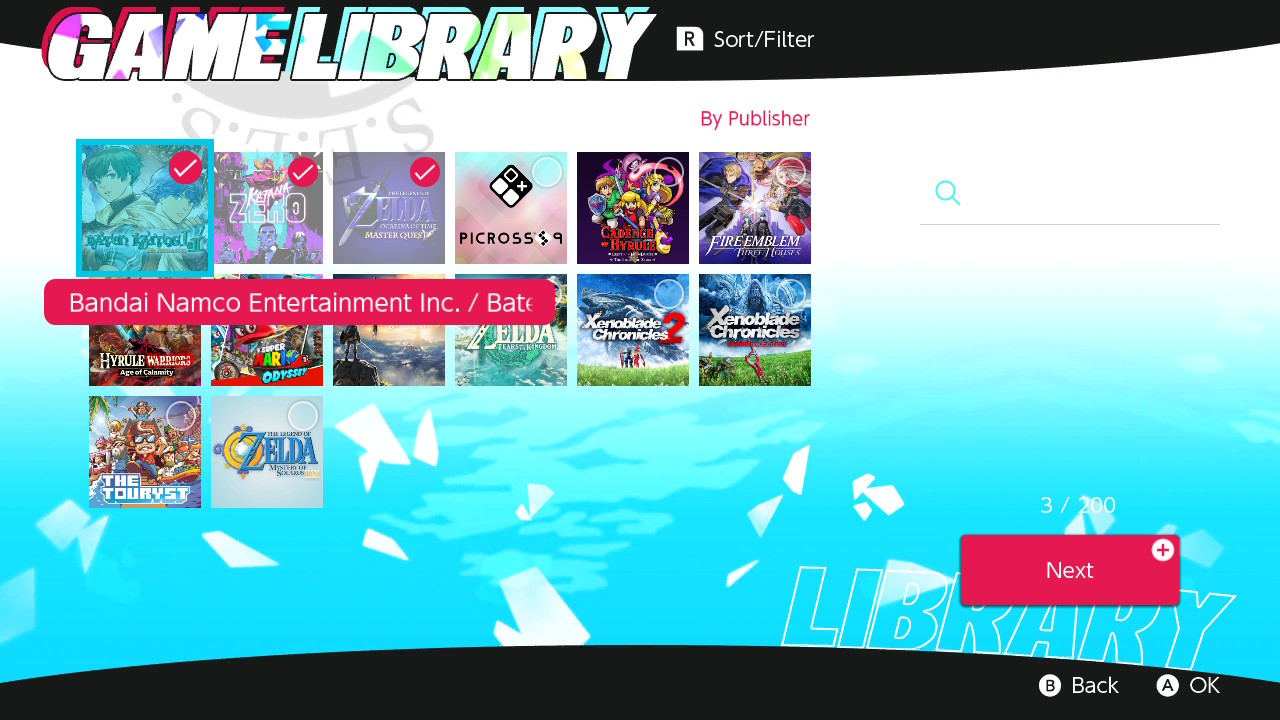 GAME LIBRARY
R Sort/Filter
S.T.E.S
By Publisher
KATANA
ZERO
THE LEGEND OF
ZELDA
OCARINA OF TIME
MASTER QUEST
PICROSS S 9
CADENCE
OF HYRULE
FIRE EMBLEM
THREE HOUSES
Bandai Namco Entertainment Inc. / Bate
HYRULE WARRIORS
Age of Calamity
SUPER
MARIO
ODYSSEY
ZELDA
TEARS OF THE KINGDOM
Xenoblade
Chronicles 2
Xenoblade
Chronicles
Definitive Edition
THE
TOURYST
THE LEGEND OF
ZELDA
MYSTERY OF
SOLARUS DX
3 / 200
Next
LIBRARY
B Back
A OK